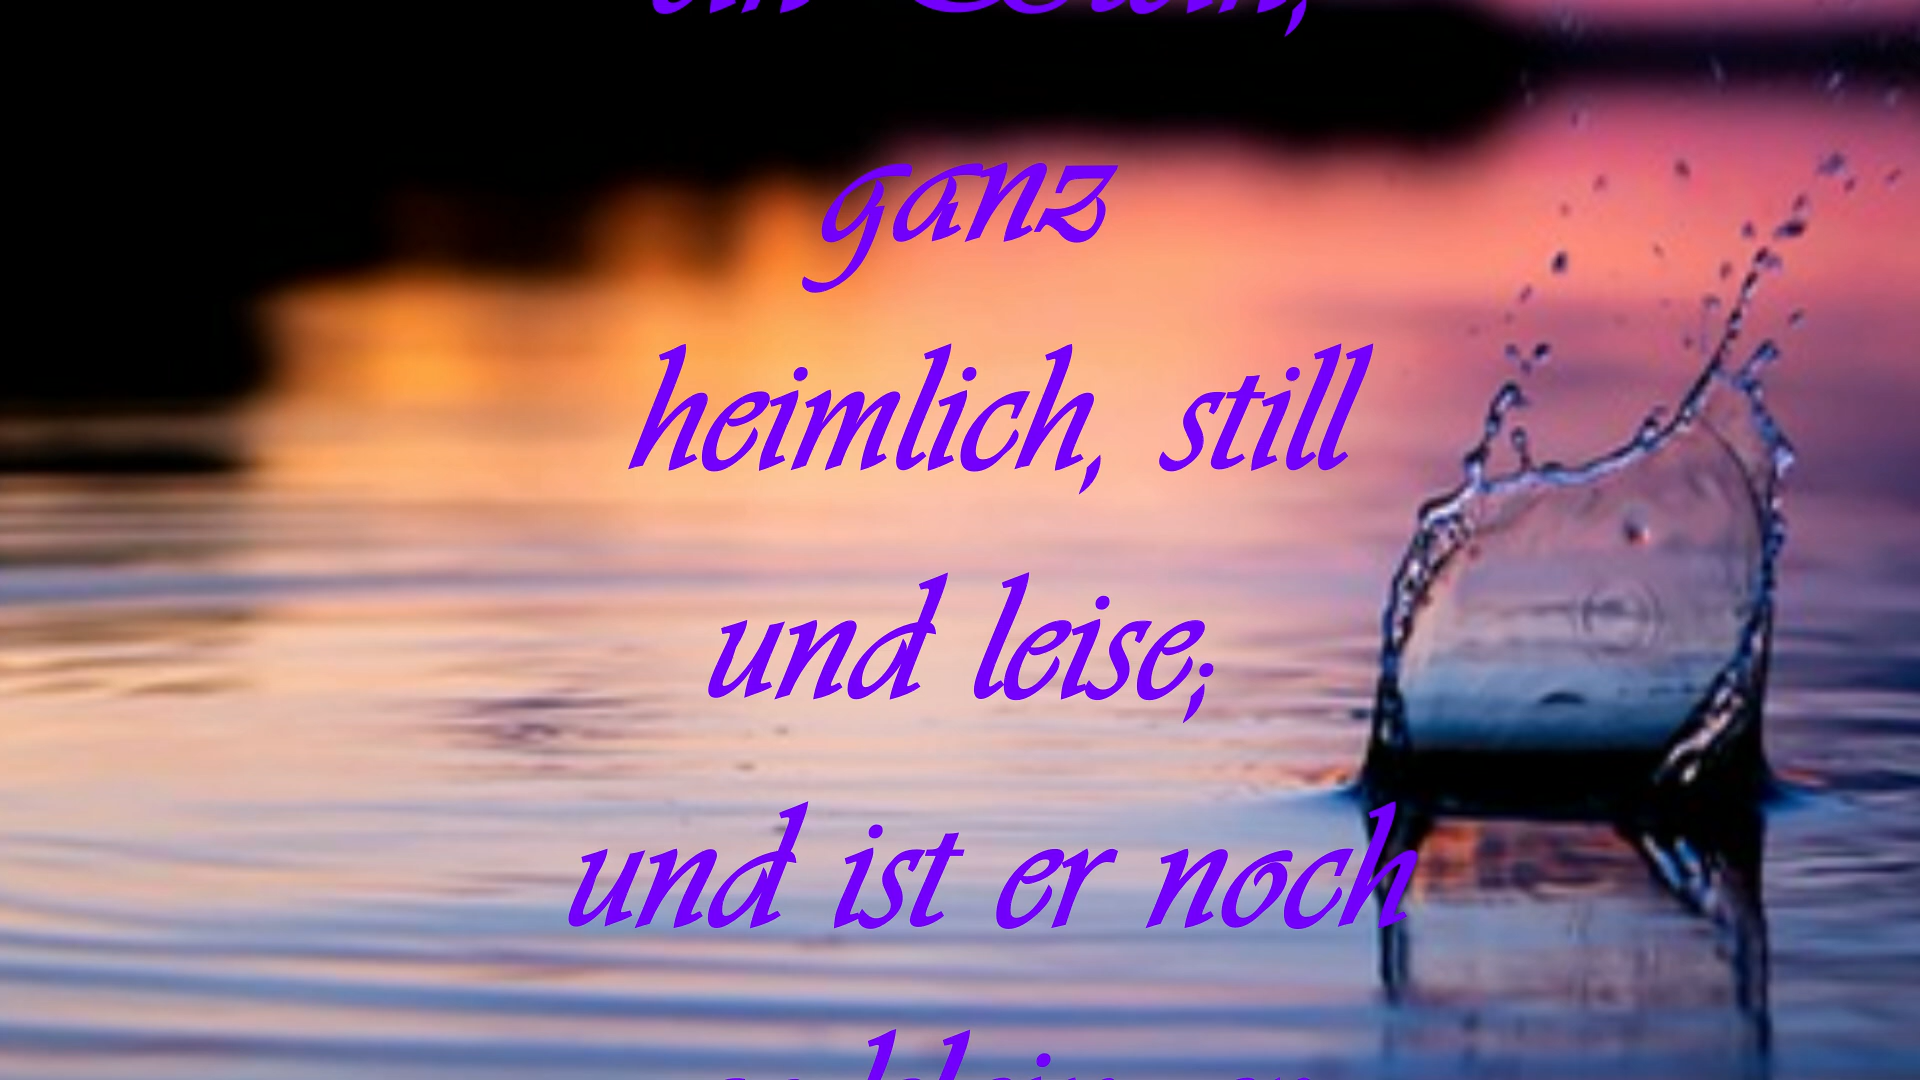 ganz
heimlich, still
und leise;
und ist er noch